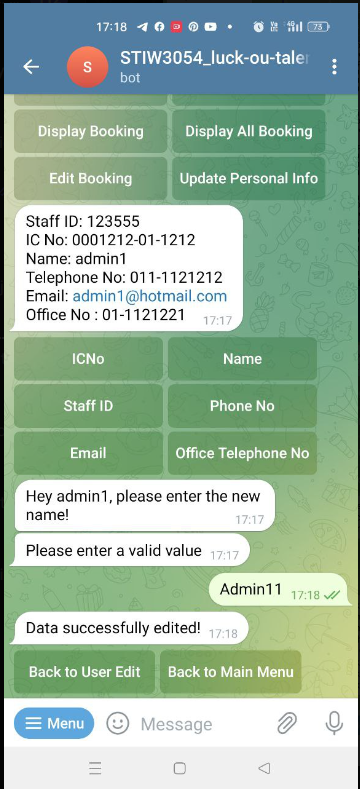 17:18
73
S
STIW3054_luck-ou-taler
bot
Display Booking
Display All Booking
Edit Booking
Update Personal Info
Staff ID: 123555
IC No: 0001212-01-1212
Name: admin1
Telephone No: 011-1121212
Email: admin1@hotmail.com
Office No : 01-1121221
17:17
ICNo
Name
Staff ID
Phone No
Email
Office Telephone No
Hey admin1, please enter the new
name!
17:17
Please enter a valid value 17:17
Admin11 17:18
Data successfully edited! 17:18
Back to User Edit
Back to Main Menu
Menu
Message